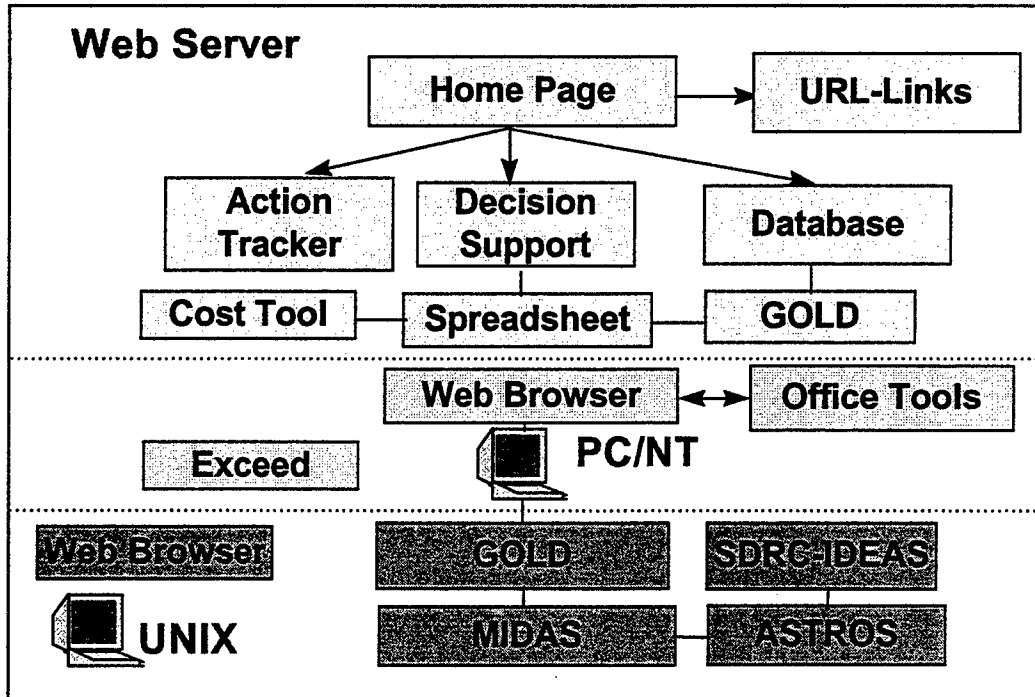 Web Server
Home Page
URL-Links
Action
Tracker
Decision
Support
Database
Cost Tool
Spreadsheet
GOLD
Web Browser
Office Tools
PC/NT
Exceed
Web Browser
GOLD
SDRC-IDEAS
UNIX
MIDAS
ASTROS